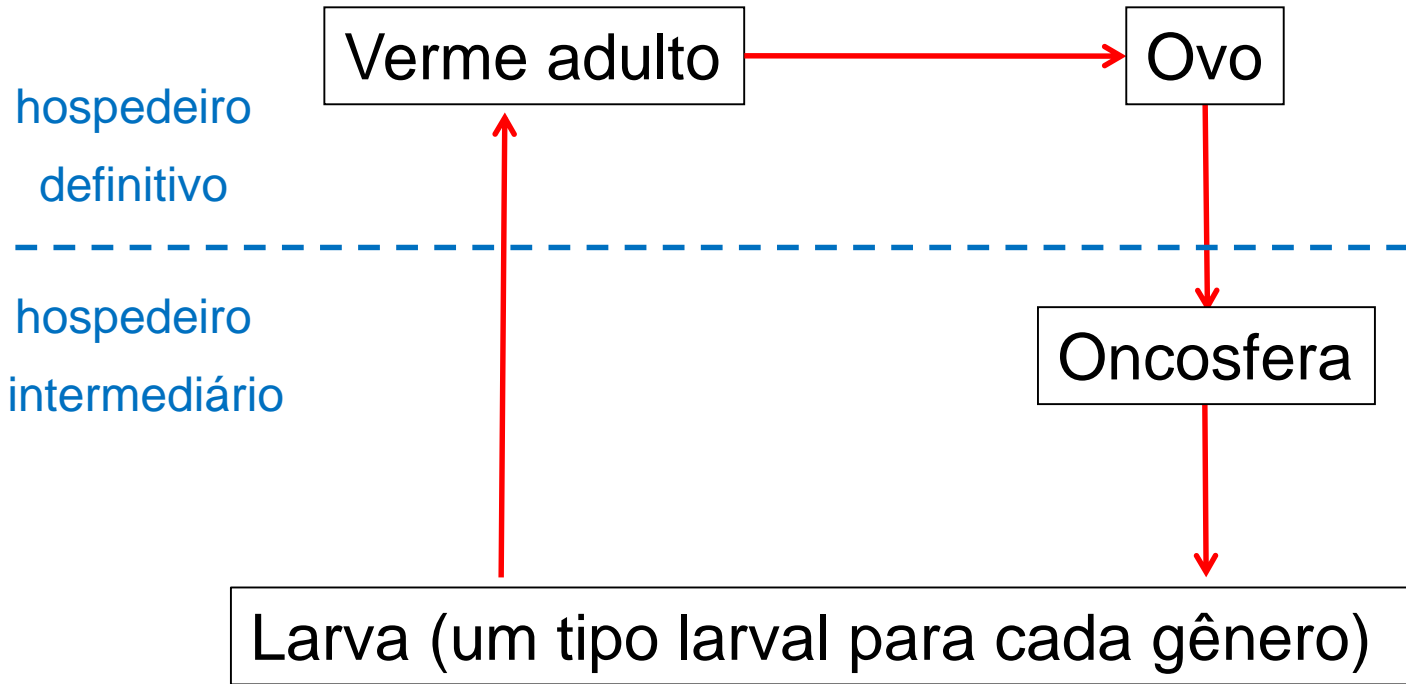 Verme adulto
Ovo
hospedeiro
definitivo
hospedeiro
intermediário
Oncosfera
Larva (um tipo larval para cada gênero)